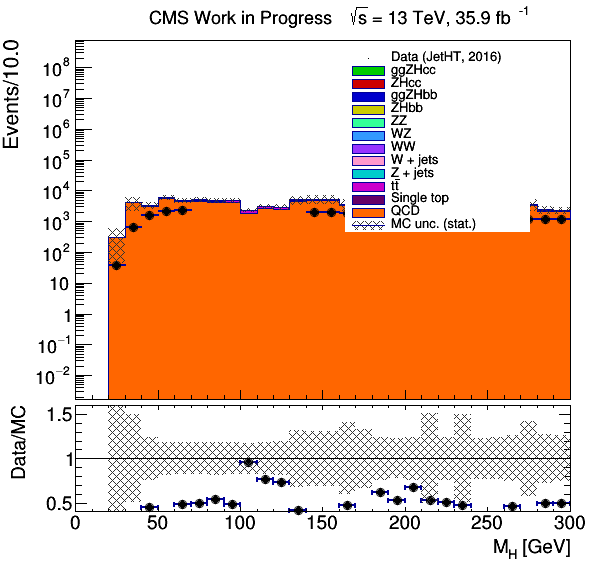 CMS Work in Progress √s = 13 TeV, 35.9 fb -1
Events/10.0
10^8
10^7
10^6
10^5
10^4
10^3
10^2
10
1
10^-1
10^-2
Data (JetHT, 2016)
ggZHcc
ZHcc
ggZHbb
ZHbb
ZZ
WZ
WW
W + jets
Z + jets
tt̄
Single top
QCD
MC unc. (stat.)
Data/MC
1.5
1
0.5
0 50 100 150 200 250 300
M_H [GeV]